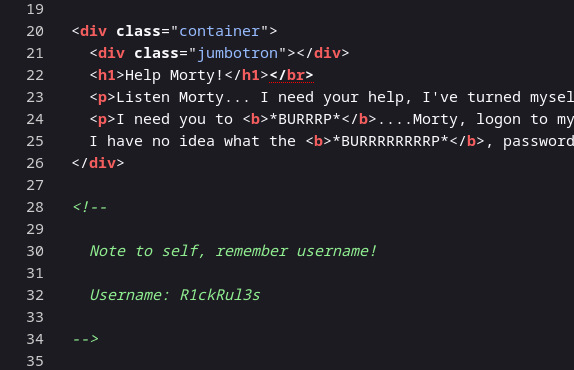 19
20 <div class="container">
21 <div class="jumbotron"></div>
22 <h1>Help Morty!</h1></br>
23 <p>Listen Morty... I need your help, I've turned mysel
24 <p>I need you to <b>*BURRRP*</b>....Morty, logon to my
25 I have no idea what the <b>*BURRRRRRRRP*</b>, password
26 </div>
27
28 <!--
29
30 Note to self, remember username!
31
32 Username: R1ckRul3s
33
34 -->
35